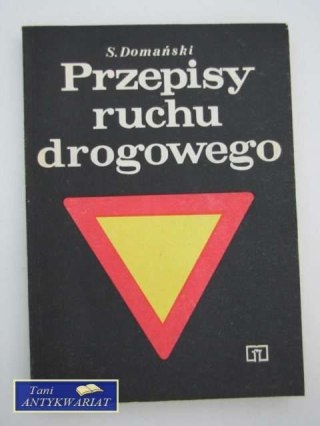 S. Domański
Przepisy
ruchu
drogowego
Tani
ANTYKWARIAT